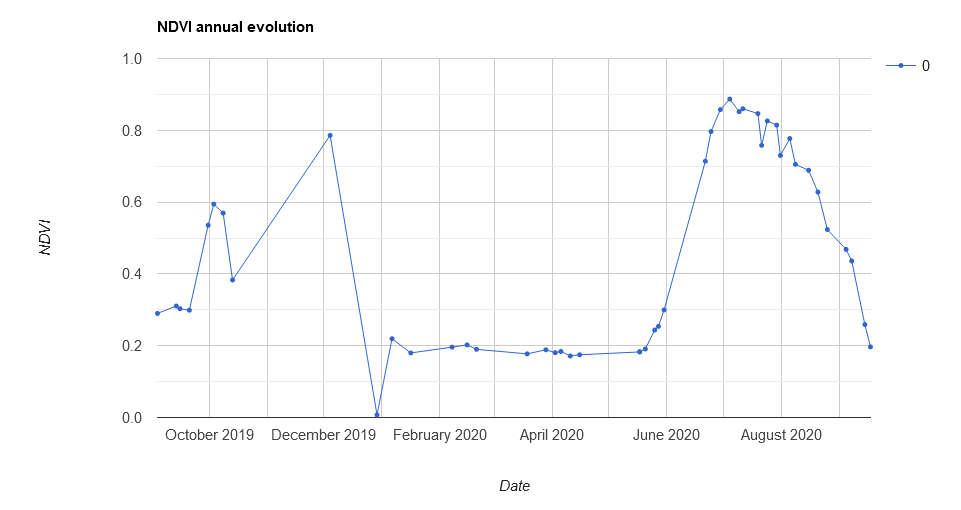 NDVI annual evolution
1.0
0.8
0.6
0.4
0.2
0.0
NDVI
October 2019
December 2019
February 2020
April 2020
June 2020
August 2020
Date
0